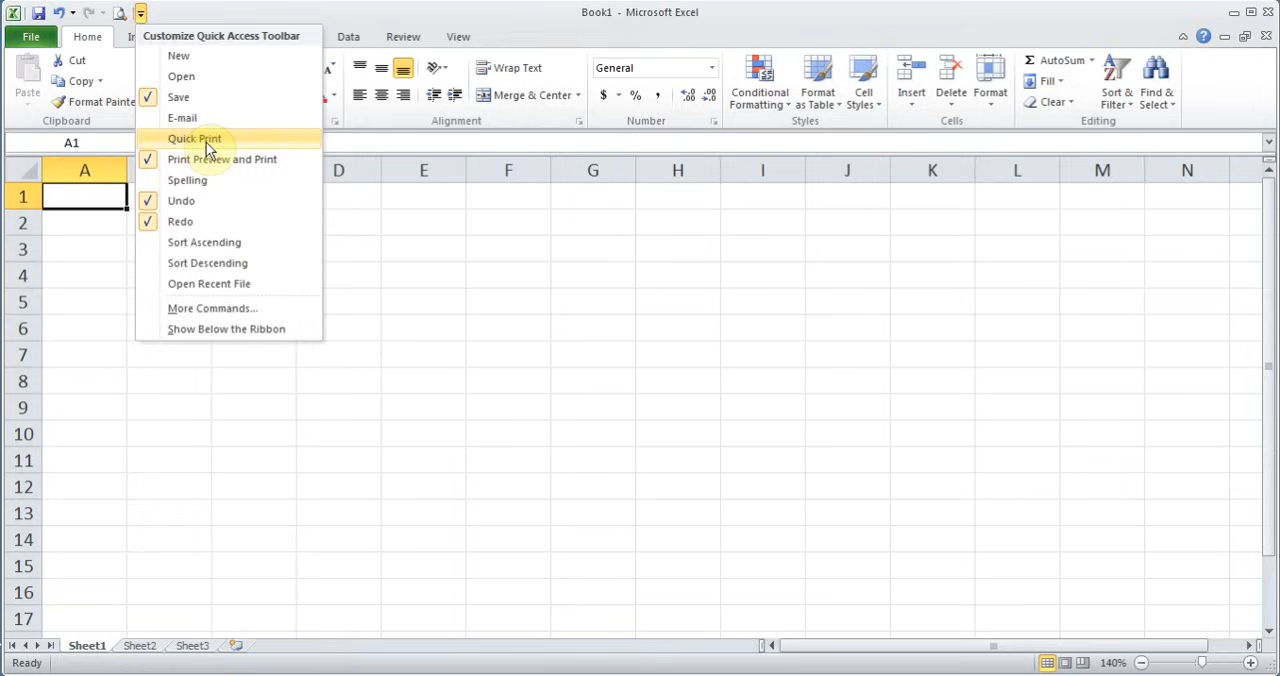 Book1 - Microsoft Excel
File
Home
Data
Review
View
Customize Quick Access Toolbar
New
Open
Save
E-mail
Quick Print
Print Preview and Print
Spelling
Undo
Redo
Sort Ascending
Sort Descending
Open Recent File
More Commands...
Show Below the Ribbon
Paste
Cut
Copy
Format Painte
Clipboard
Wrap Text
Merge & Center
Alignment
General
$ % ,
Number
Conditional
Formatting
Format
as Table
Cell
Styles
Styles
Insert
Delete
Format
Cells
Σ AutoSum
Fill
Clear
Sort &
Filter
Find &
Select
Editing
A1
A D E F G H I J K L M N
1
2
3
4
5
6
7
8
9
10
11
12
13
14
15
16
17
Sheet1 Sheet2 Sheet3
Ready
140%